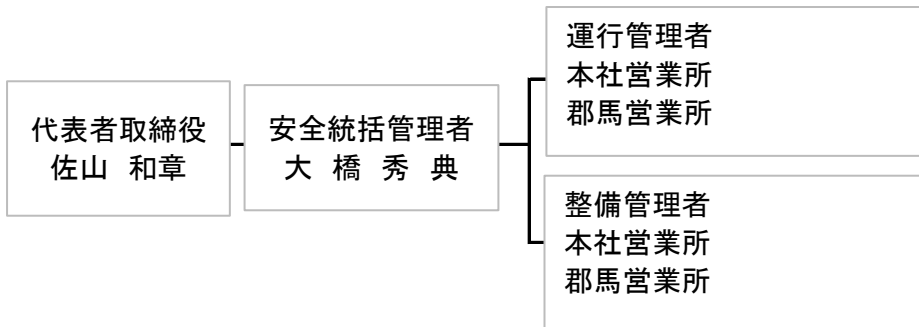 代表者取締役
佐山 和章
安全統括管理者
大 橋 秀 典
運行管理者
本社営業所
郡馬営業所
整備管理者
本社営業所
郡馬営業所